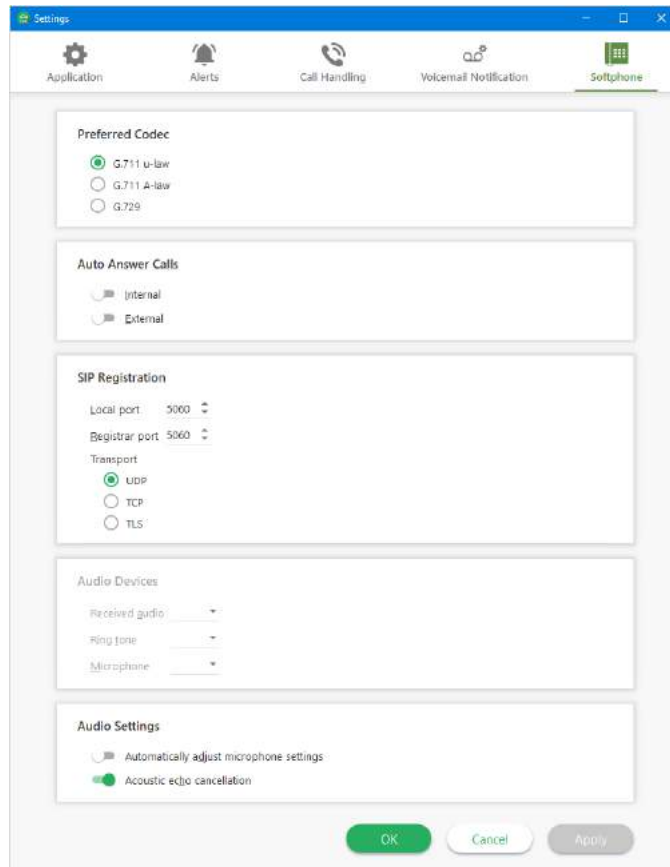 Settings
Application
Alerts
Call Handling
Voicemail Notification
Softphone
Preferred Codec
G.711 u-law
G.711 A-law
G.729
Auto Answer Calls
Internal
External
SIP Registration
Local port 5060
Registrar port 5060
Transport
UDP
TCP
TLS
Audio Devices
Received audio
Ring tone
Microphone
Audio Settings
Automatically adjust microphone settings
Acoustic echo cancellation
OK Cancel Apply